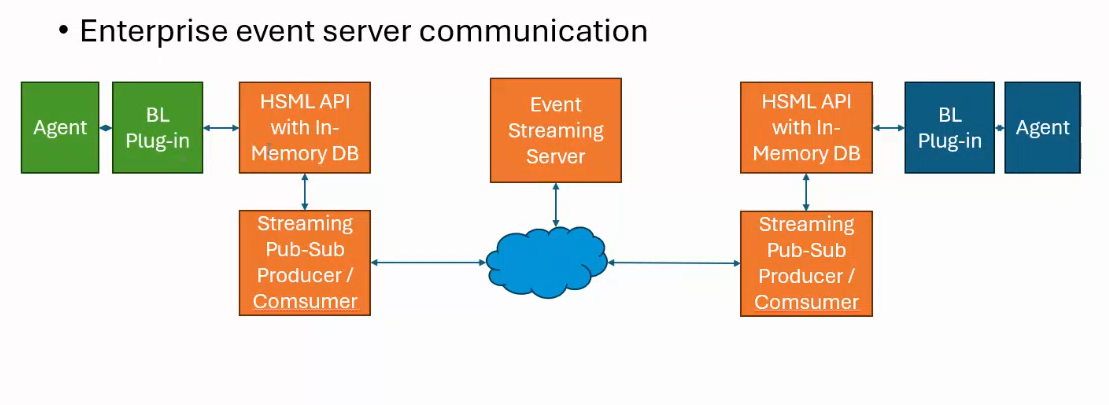 • Enterprise event server communication
Agent
BL
Plug-in
HSML API
with In-
Memory DB
Event
Streaming
Server
HSML API
with In-
Memory DB
BL
Plug-in
Agent
Streaming
Pub-Sub
Producer /
Comsumer
Streaming
Pub-Sub
Producer /
Comsumer